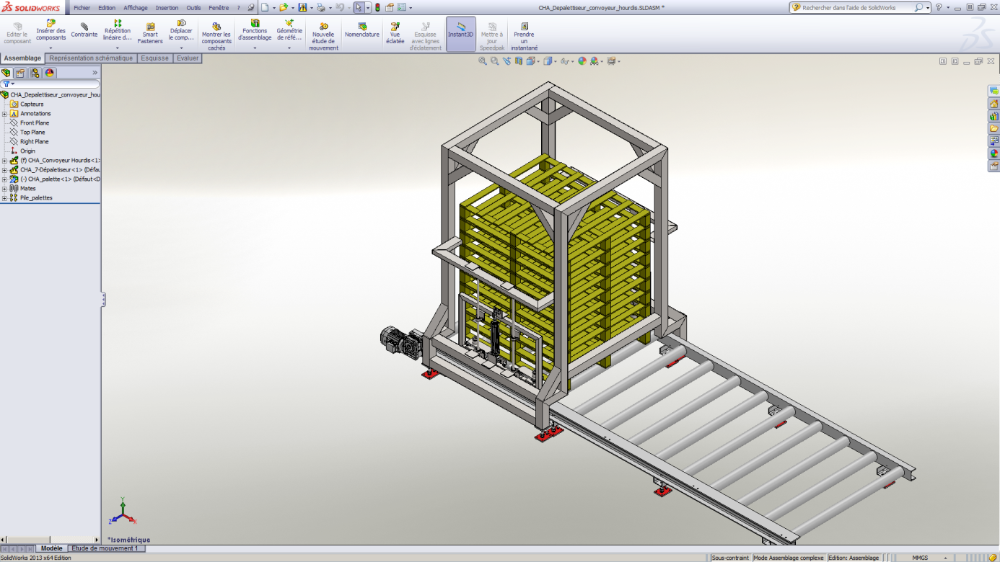 SOLIDWORKS Fichier Edition Affichage Insertion Outils Fenêtre ? CHA_Depalettiseur_convoyeur_hourdis.SLDASM * Rechercher dans l'aide de SolidWorks
Editer le composant
Insérer des composants
Contrainte
Répétition linéaire d...
Smart Fasteners
Déplacer le comp...
Montrer les composants cachés
Fonctions d'assemblage
Géométrie de réfé...
Nouvelle étude de mouvement
Nomenclature
Vue éclatée
Esquisse avec lignes d'éclatement
Instant3D
Mettre à jour Speedpak
Prendre un instantané
Assemblage Représentation schématique Esquisse Evaluer
CHA_Depalettiseur_convoyeur_hou
Capteurs
Annotations
Front Plane
Top Plane
Right Plane
Origin
(f) CHA_Convoyeur Hourdis<1>
CHA_7-Dépaletiseur<1> (Défau
(-) CHA_palette<1> (Défaut<D
Mates
Pile_palettes
Y
Z X
*Isométrique
Modèle Etude de mouvement 1
SolidWorks 2013 x64 Edition Sous-contraint Mode Assemblage complexe Edition: Assemblage MMGS